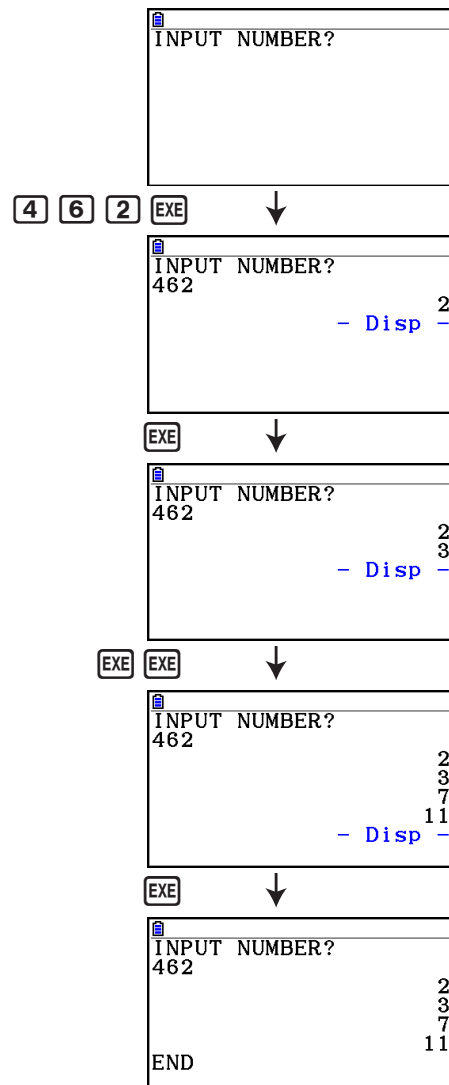 INPUT NUMBER?
4 6 2 EXE
INPUT NUMBER?
462
2
- Disp -
EXE
INPUT NUMBER?
462
2
3
- Disp -
EXE EXE
INPUT NUMBER?
462
2
3
7
11
- Disp -
EXE
INPUT NUMBER?
462
2
3
7
11
END